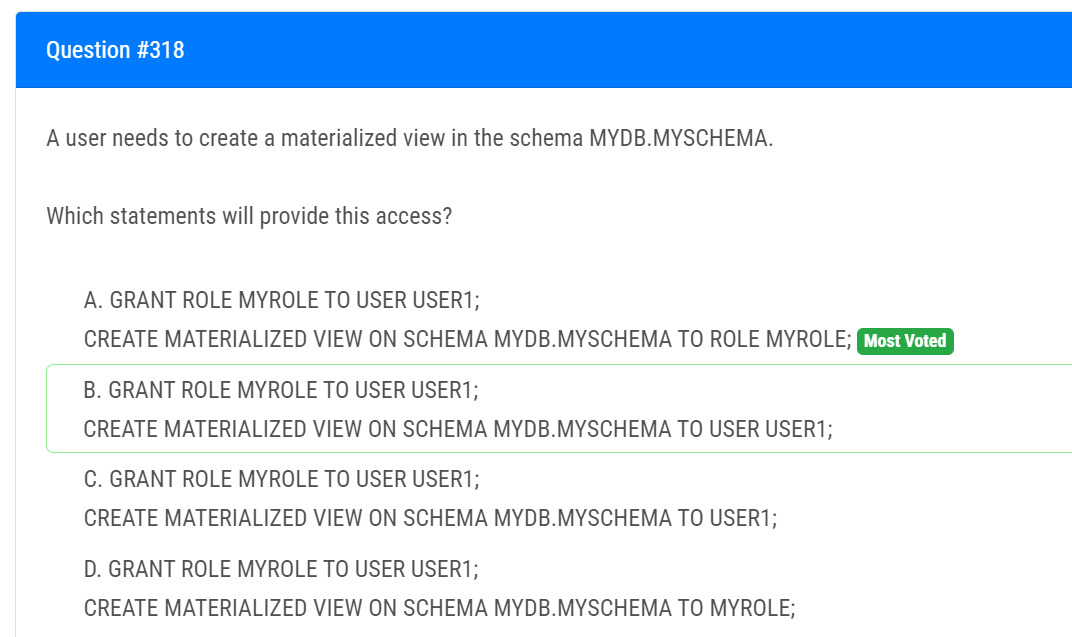 Question #318
A user needs to create a materialized view in the schema MYDB.MYSCHEMA.
Which statements will provide this access?
A. GRANT ROLE MYROLE TO USER USER1;
CREATE MATERIALIZED VIEW ON SCHEMA MYDB.MYSCHEMA TO ROLE MYROLE; Most Voted
B. GRANT ROLE MYROLE TO USER USER1;
CREATE MATERIALIZED VIEW ON SCHEMA MYDB.MYSCHEMA TO USER USER1;
C. GRANT ROLE MYROLE TO USER USER1;
CREATE MATERIALIZED VIEW ON SCHEMA MYDB.MYSCHEMA TO USER1;
D. GRANT ROLE MYROLE TO USER USER1;
CREATE MATERIALIZED VIEW ON SCHEMA MYDB.MYSCHEMA TO MYROLE;